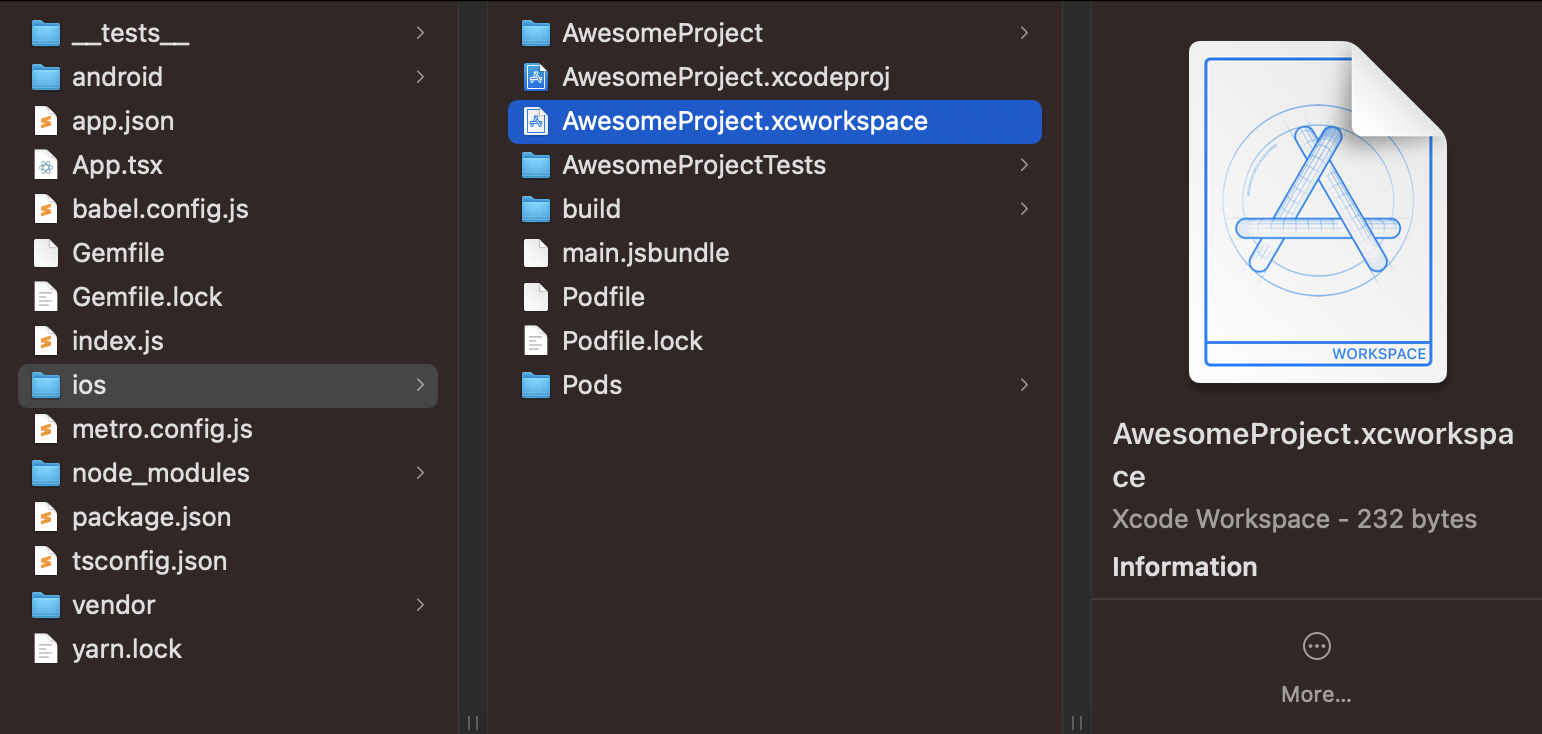 __tests__
android
app.json
App.tsx
babel.config.js
Gemfile
Gemfile.lock
index.js
ios
metro.config.js
node_modules
package.json
tsconfig.json
vendor
yarn.lock
AwesomeProject
AwesomeProject.xcodeproj
AwesomeProject.xcworkspace
AwesomeProjectTests
build
main.jsbundle
Podfile
Podfile.lock
Pods
WORKSPACE
AwesomeProject.xcworkspa
ce
Xcode Workspace - 232 bytes
Information
More...